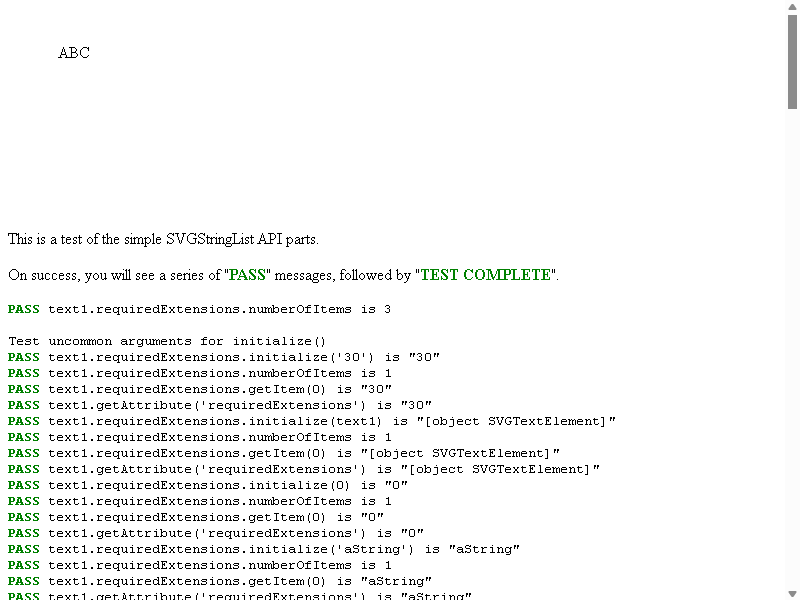 ABC
This is a test of the simple SVGStringList API parts.
On success, you will see a series of "PASS" messages, followed by "TEST COMPLETE".
PASS text1.requiredExtensions.numberOfItems is 3
Test uncommon arguments for initialize()
PASS text1.requiredExtensions.initialize('30') is "30"
PASS text1.requiredExtensions.numberOfItems is 1
PASS text1.requiredExtensions.getItem(0) is "30"
PASS text1.getAttribute('requiredExtensions') is "30"
PASS text1.requiredExtensions.initialize(text1) is "[object SVGTextElement]"
PASS text1.requiredExtensions.numberOfItems is 1
PASS text1.requiredExtensions.getItem(0) is "[object SVGTextElement]"
PASS text1.getAttribute('requiredExtensions') is "[object SVGTextElement]"
PASS text1.requiredExtensions.initialize(0) is "0"
PASS text1.requiredExtensions.numberOfItems is 1
PASS text1.requiredExtensions.getItem(0) is "0"
PASS text1.getAttribute('requiredExtensions') is "0"
PASS text1.requiredExtensions.initialize('aString') is "aString"
PASS text1.requiredExtensions.numberOfItems is 1
PASS text1.requiredExtensions.getItem(0) is "aString"
PASS text1.getAttribute('requiredExtensions') is "aString"